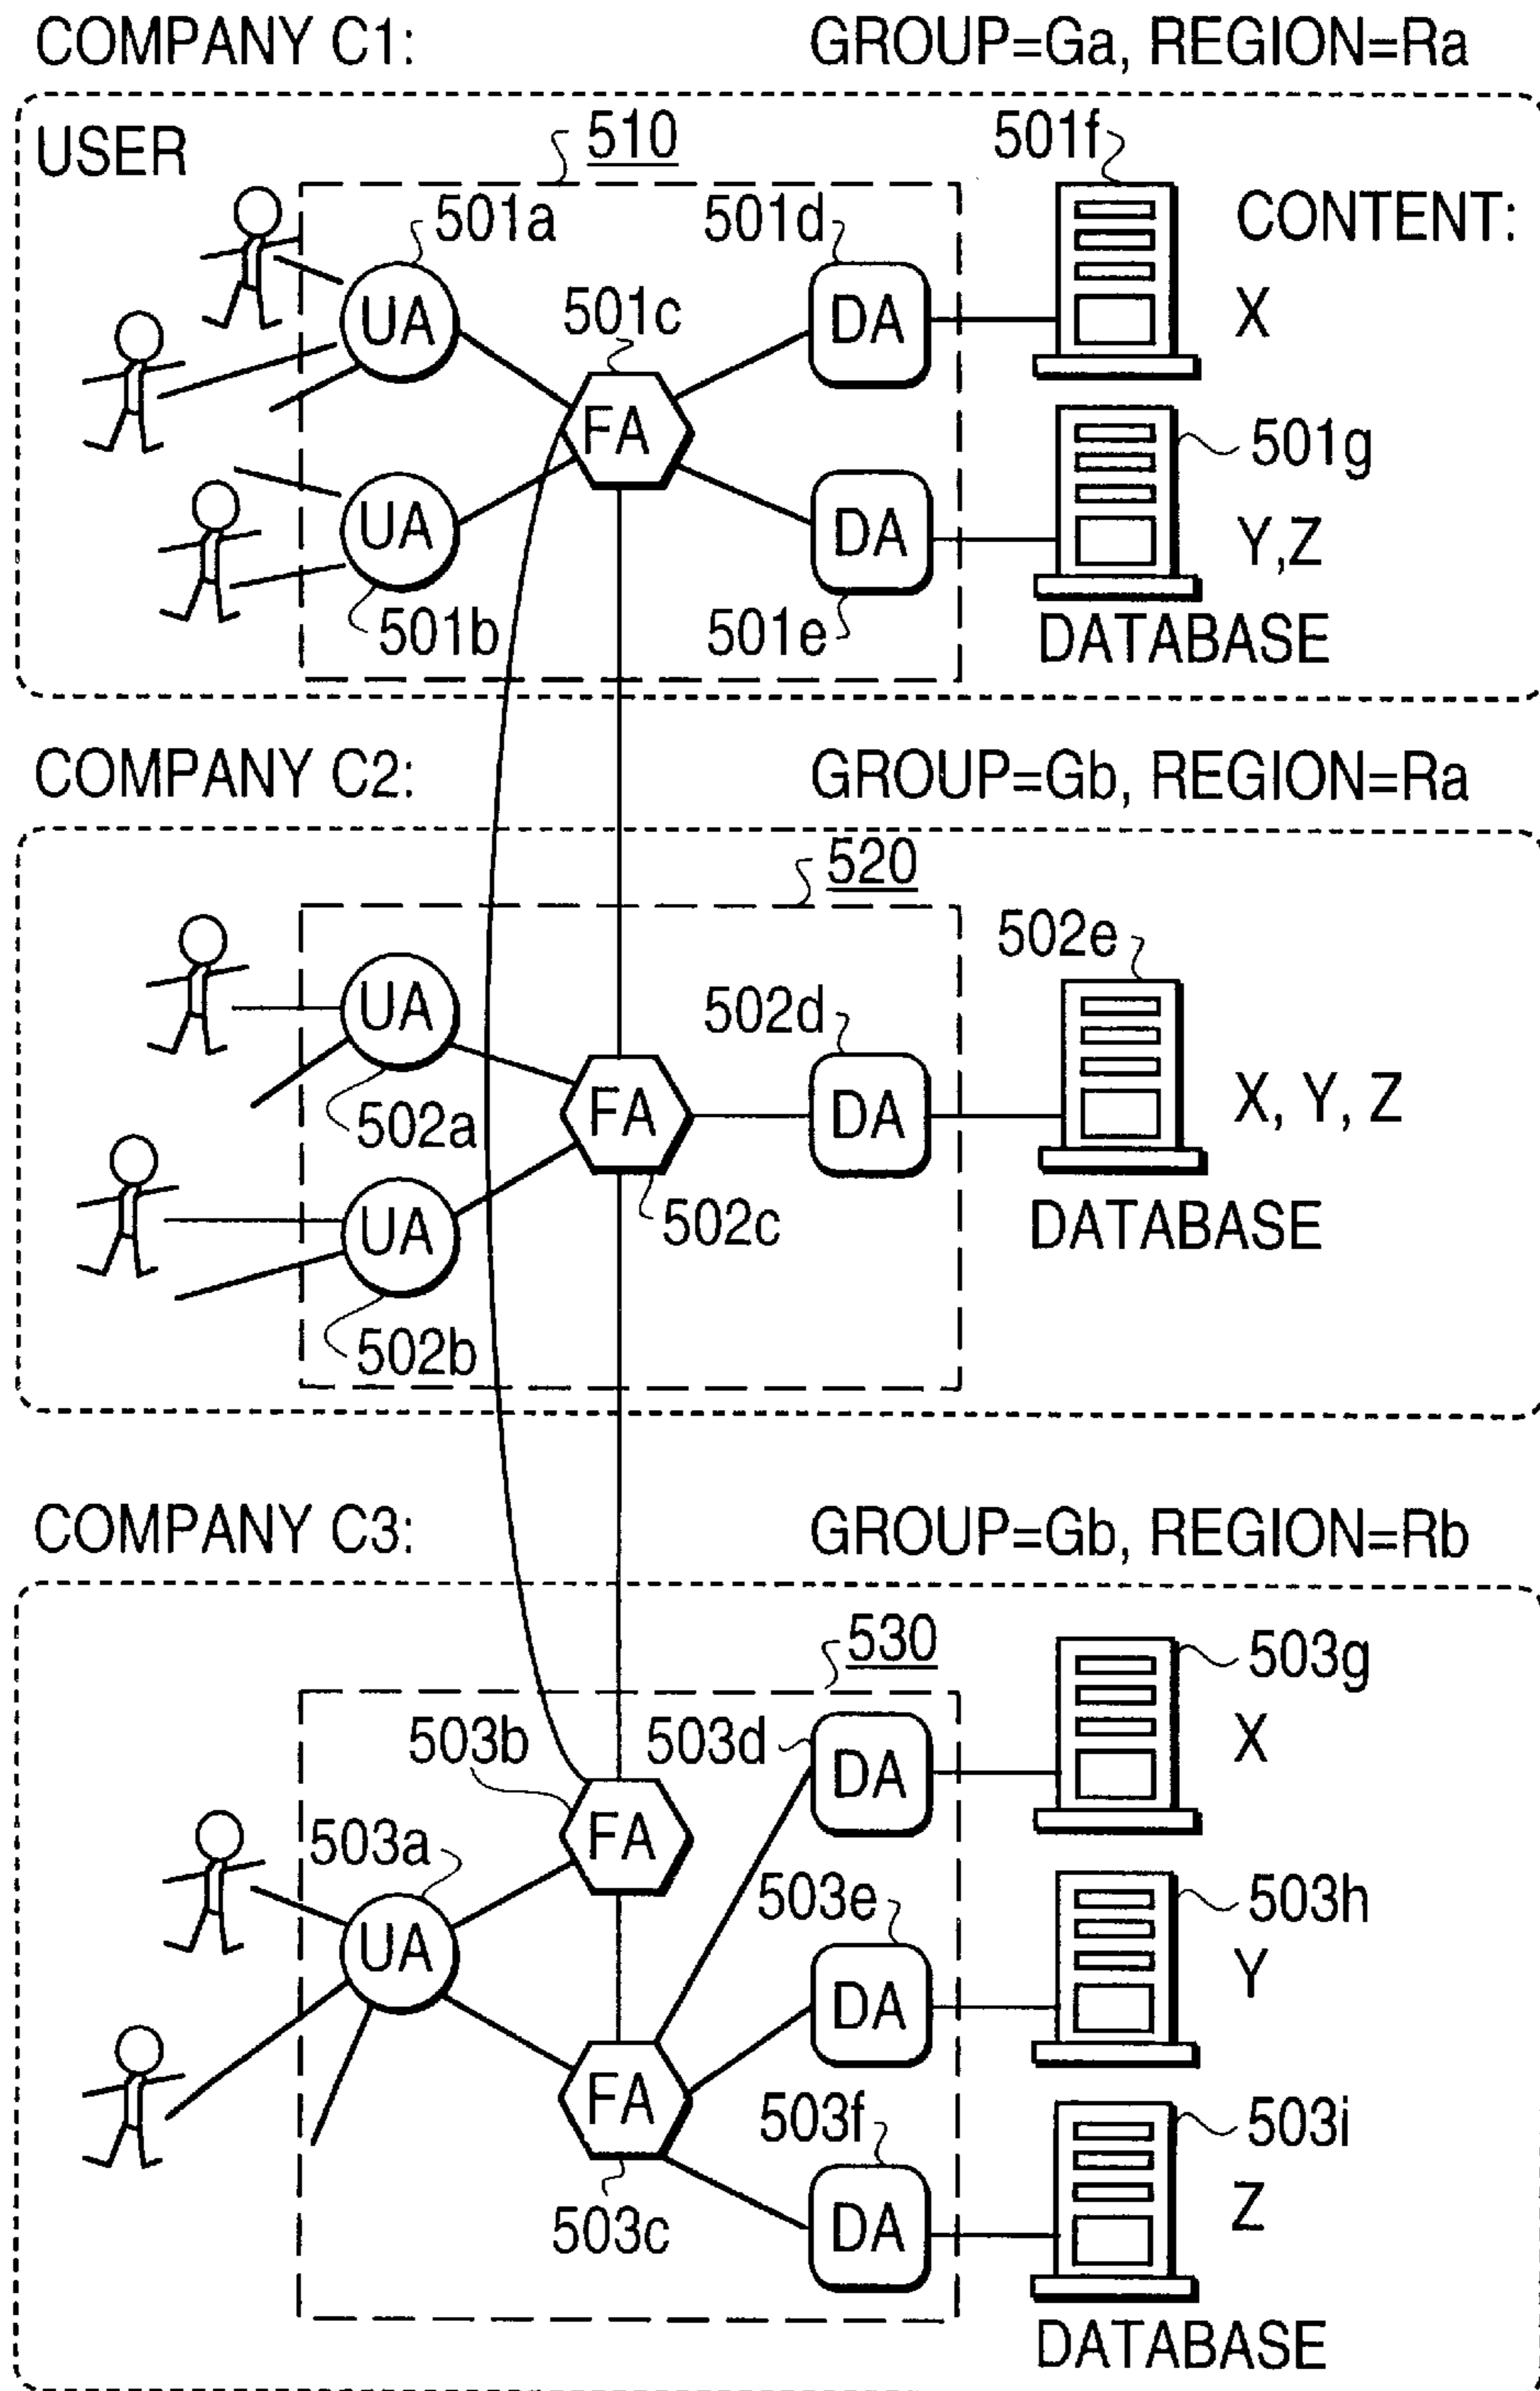 COMPANY C1: GROUP=Ga, REGION=Ra
USER
510
501f
501a
501d
CONTENT:
UA
501c
DA
X
FA
501g
UA
DA
Y,Z
501b
501e
DATABASE
COMPANY C2: GROUP=Gb, REGION=Ra
520
502e
UA
502d
502a
FA
DA
X, Y, Z
UA
502c
DATABASE
502b
COMPANY C3: GROUP=Gb, REGION=Rb
530
503g
503b
503d
DA
X
503a
FA
503e
503h
UA
DA
Y
FA
503f
503i
503c
DA
Z
DATABASE